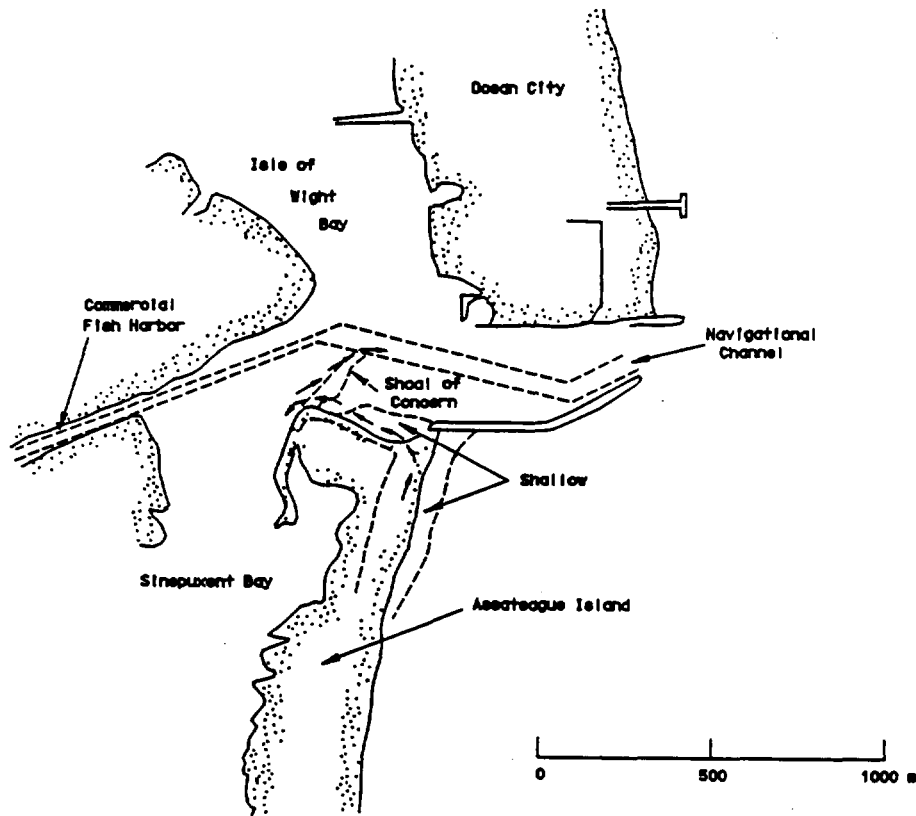 Ocean City
Isle of
Wight
Bay
Commercial
Fish Harbor
Navigational
Channel
Shoal of
Concern
Shallow
Sinepuxent Bay
Assateague Island
0 500 1000 m